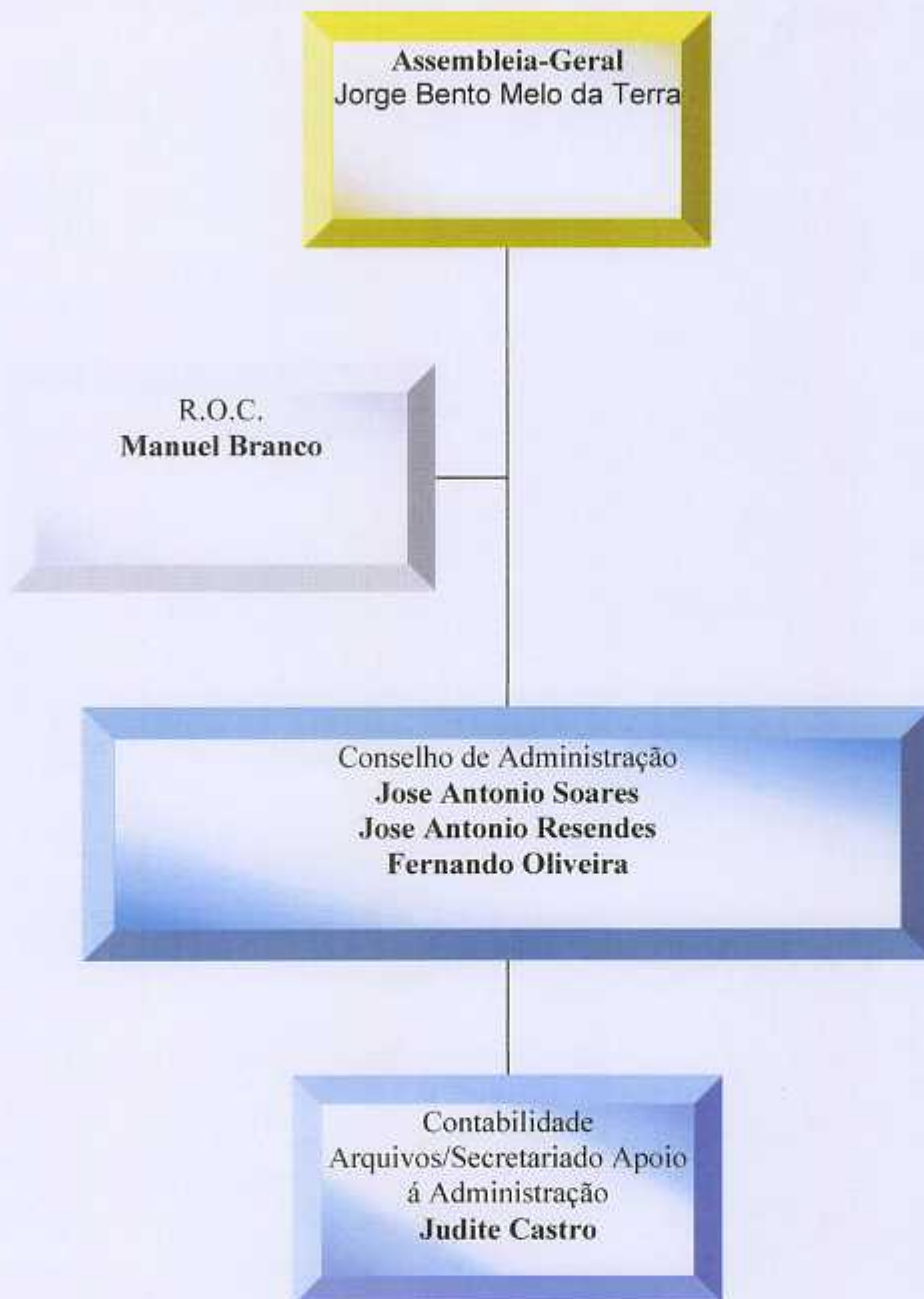 Assembleia-Geral
Jorge Bento Melo da Terra
R.O.C.
Manuel Branco
Conselho de Administração
Jose Antonio Soares
Jose Antonio Resendes
Fernando Oliveira
Contabilidade
Arquivos/Secretariado Apoio
á Administração
Judite Castro